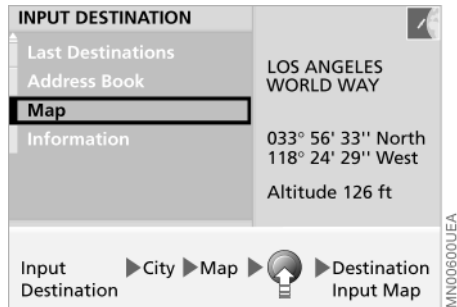 INPUT DESTINATION
Last Destinations
Address Book
Map
Information
LOS ANGELES
WORLD WAY
033° 56' 33'' North
118° 24' 29'' West
Altitude 126 ft
Input Destination
City
Map
Destination Input Map
MN00600UEA